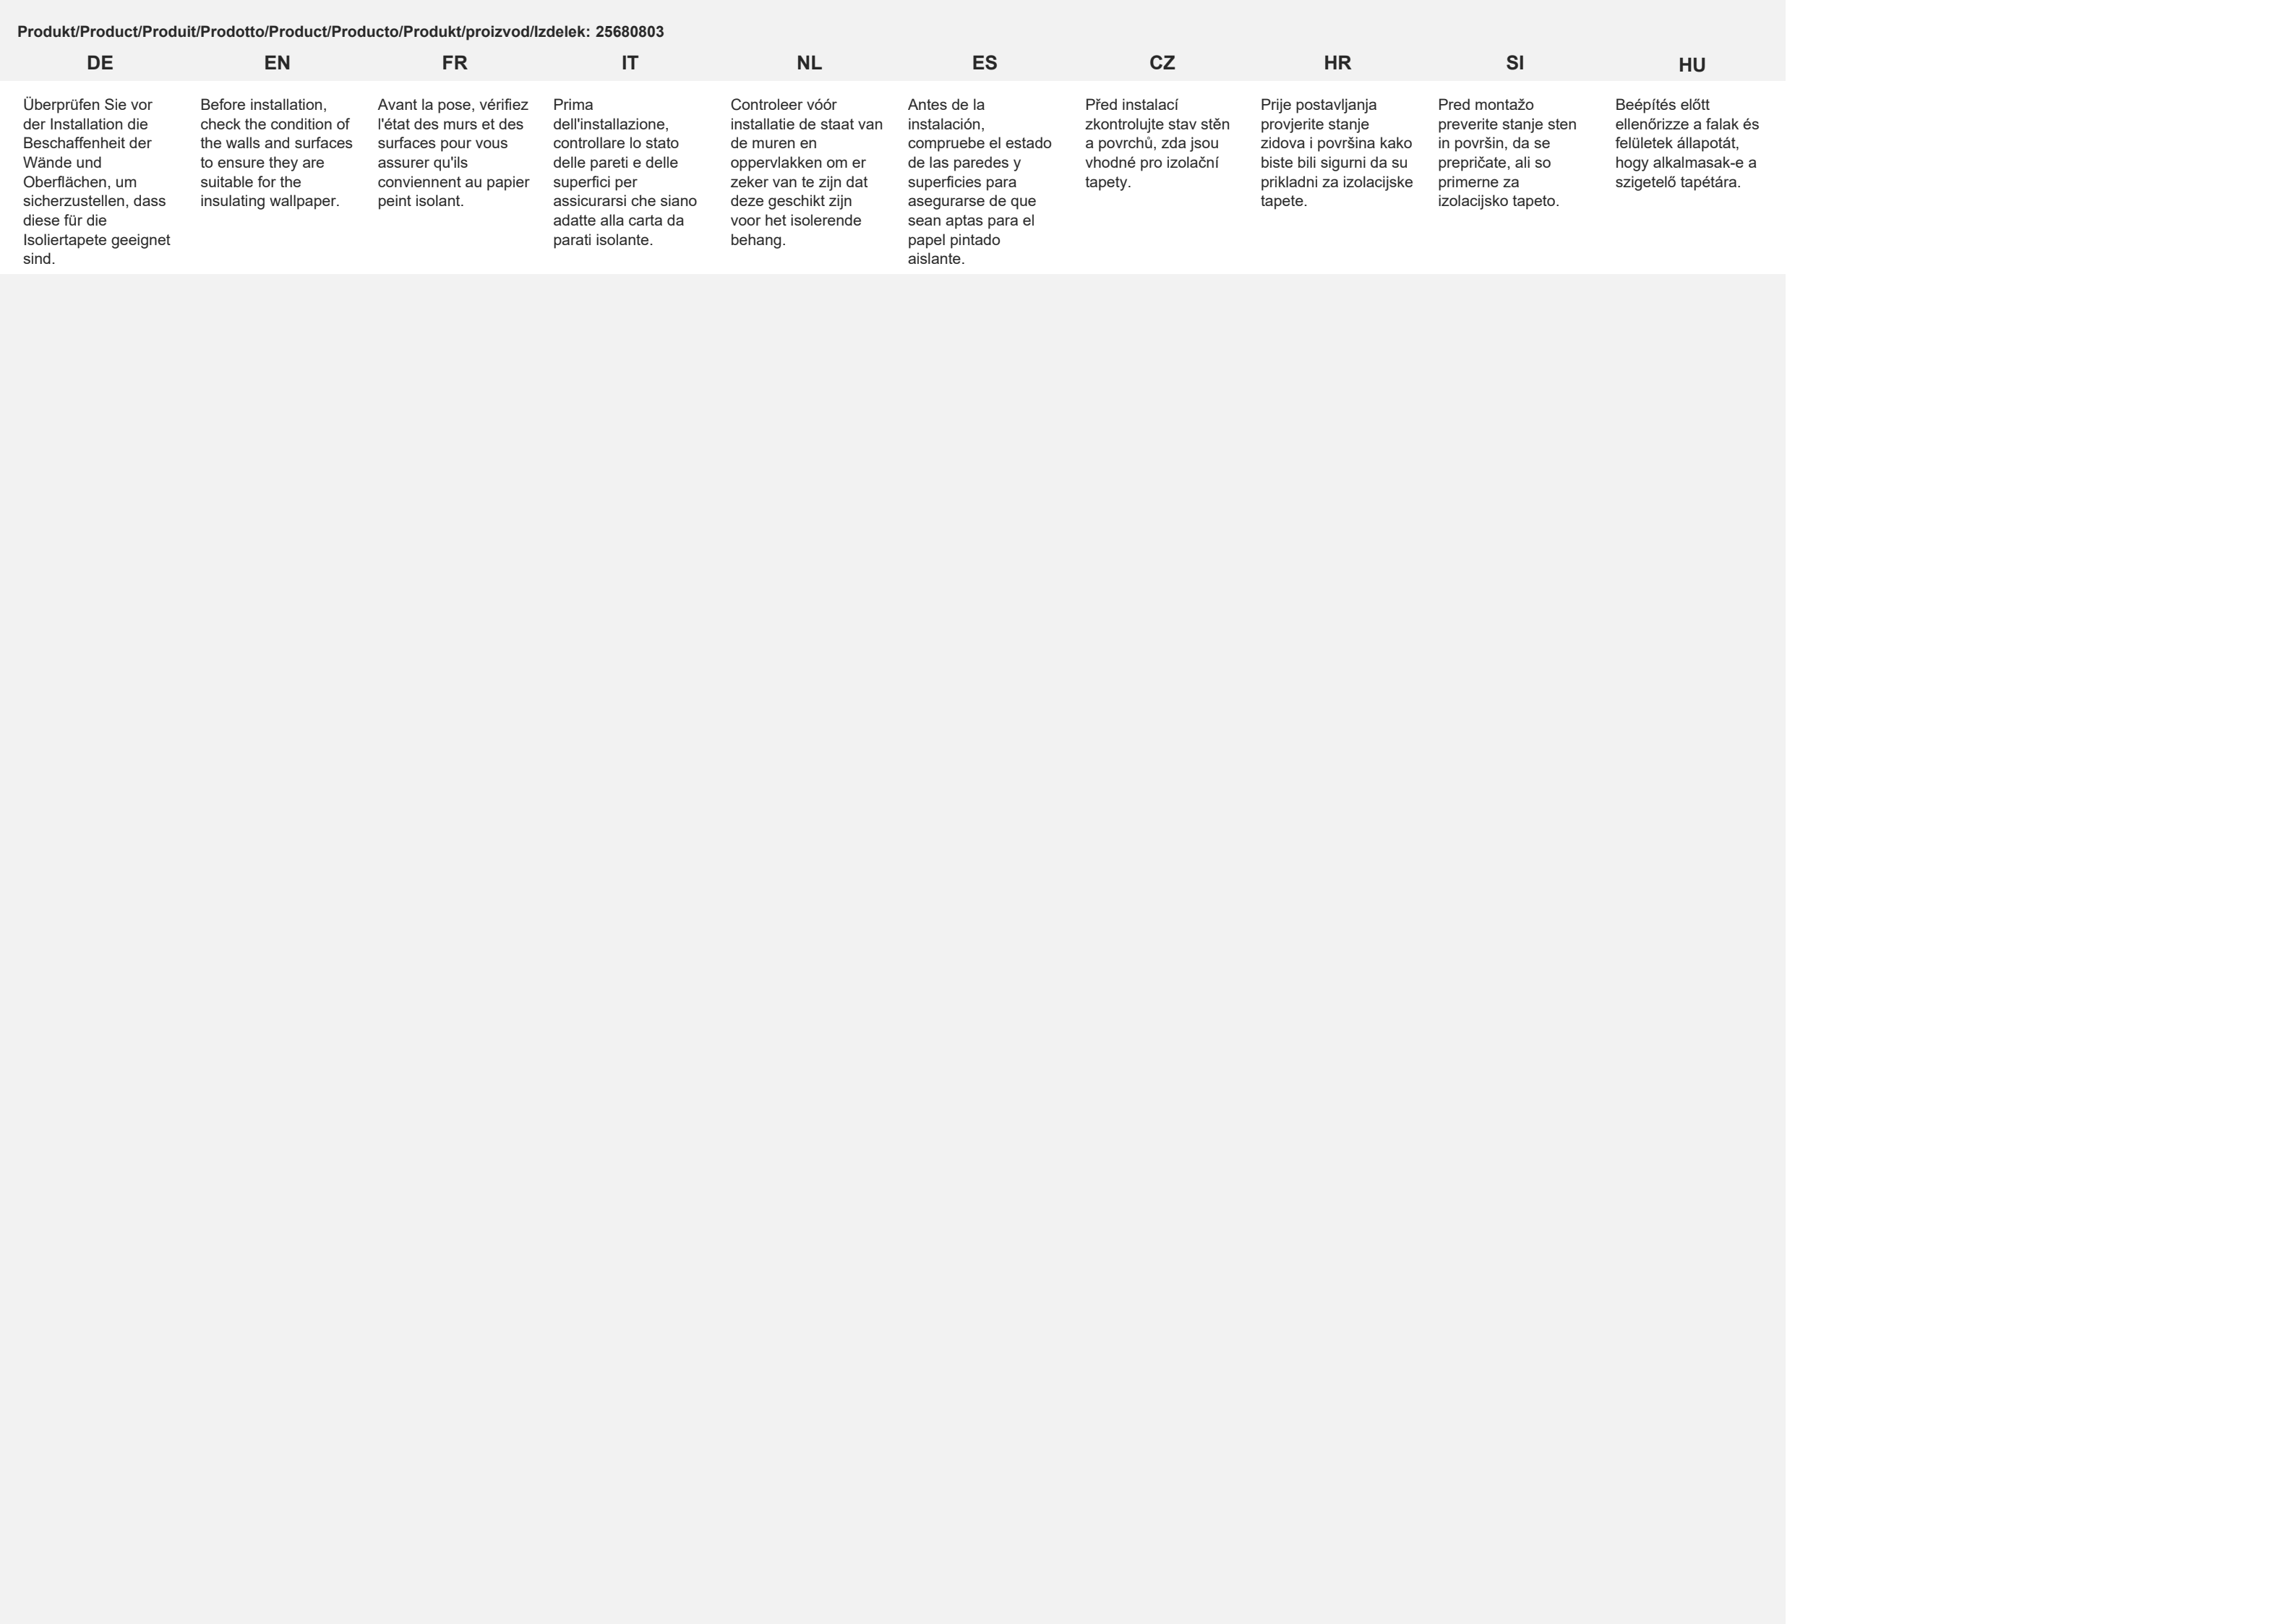 Produkt/Product/Produit/Prodotto/Product/Producto/Produkt/proizvod/Izdelek: 25680803
DE
EN
FR
IT
NL
ES
CZ
HR
SI
HU
Überprüfen Sie vor
der Installation die
Beschaffenheit der
Wände und
Oberflächen, um
sicherzustellen, dass
diese für die
Isoliertapete geeignet
sind.
Before installation,
check the condition of
the walls and surfaces
to ensure they are
suitable for the
insulating wallpaper.
Avant la pose, vérifiez
l'état des murs et des
surfaces pour vous
assurer qu'ils
conviennent au papier
peint isolant.
Prima
dell'installazione,
controllare lo stato
delle pareti e delle
superfici per
assicurarsi che siano
adatte alla carta da
parati isolante.
Controleer vóór
installatie de staat van
de muren en
oppervlakken om er
zeker van te zijn dat
deze geschikt zijn
voor het isolerende
behang.
Antes de la
instalación,
compruebe el estado
de las paredes y
superficies para
asegurarse de que
sean aptas para el
papel pintado
aislante.
Před instalací
zkontrolujte stav stěn
a povrchů, zda jsou
vhodné pro izolační
tapety.
Prije postavljanja
provjerite stanje
zidova i površina kako
biste bili sigurni da su
prikladni za izolacijske
tapete.
Pred montažo
preverite stanje sten
in površin, da se
prepričate, ali so
primerne za
izolacijsko tapeto.
Beépítés előtt
ellenőrizze a falak és
felületek állapotát,
hogy alkalmasak-e a
szigetelő tapétára.